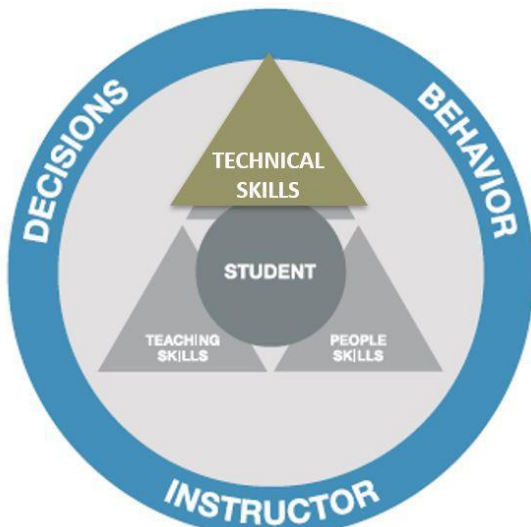 DECISIONS
BEHAVIOR
TECHNICAL
SKILLS
STUDENT
TEACHING
SKILLS
PEOPLE
SKILLS
INSTRUCTOR